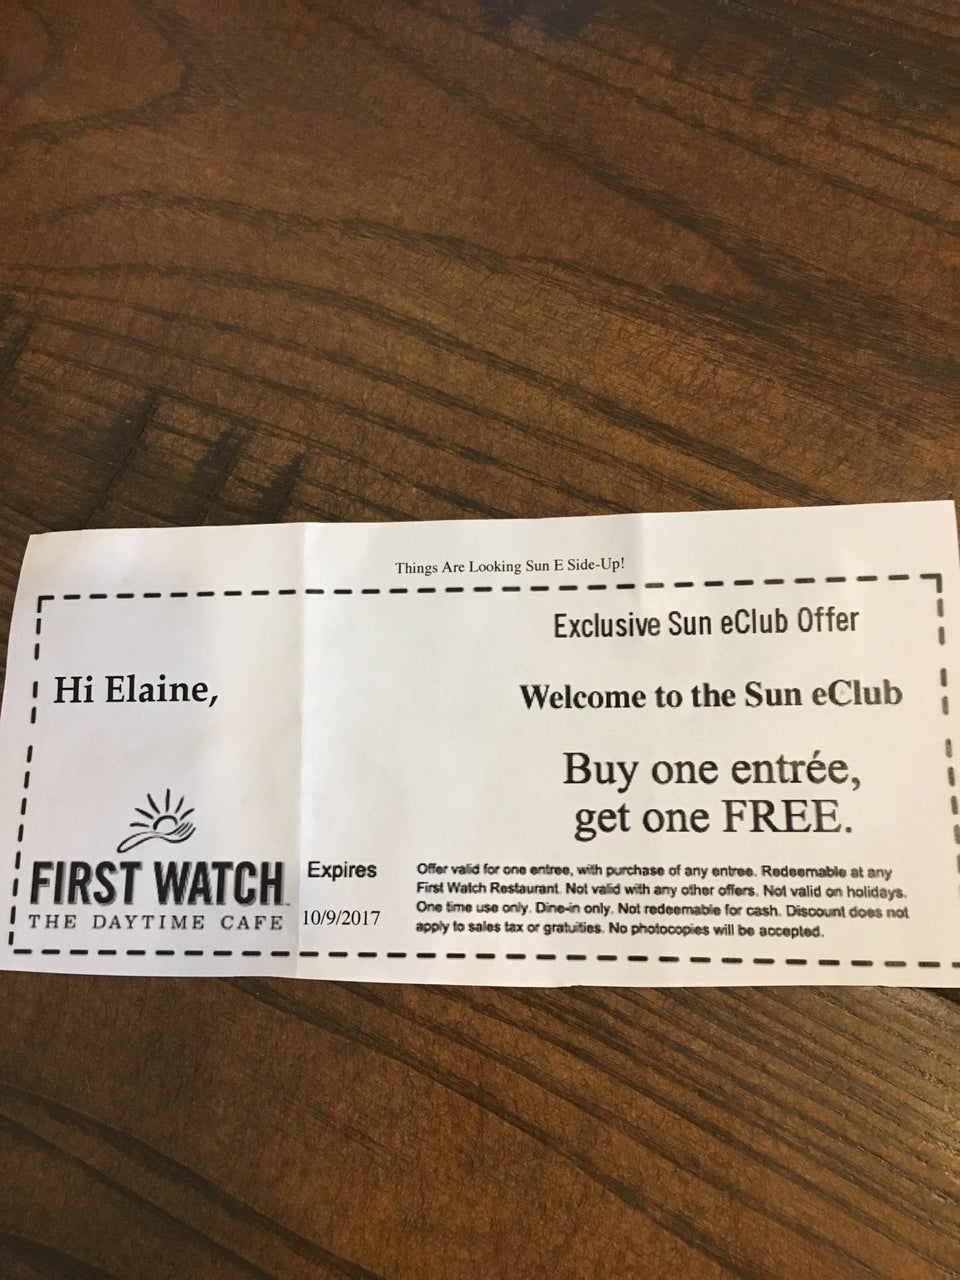 Things Are Looking Sun E Side-Up!
Exclusive Sun eClub Offer
Hi Elaine,
Welcome to the Sun eClub
Buy one entrée,
get one FREE.
FIRST WATCH
THE DAYTIME CAFE
Expires
10/9/2017
Offer valid for one entree, with purchase of any entree. Redeemable at any
First Watch Restaurant. Not valid with any other offers. Not valid on holidays.
One time use only. Dine-in only. Not redeemable for cash. Discount does not
apply to sales tax or gratuities. No photocopies will be accepted.